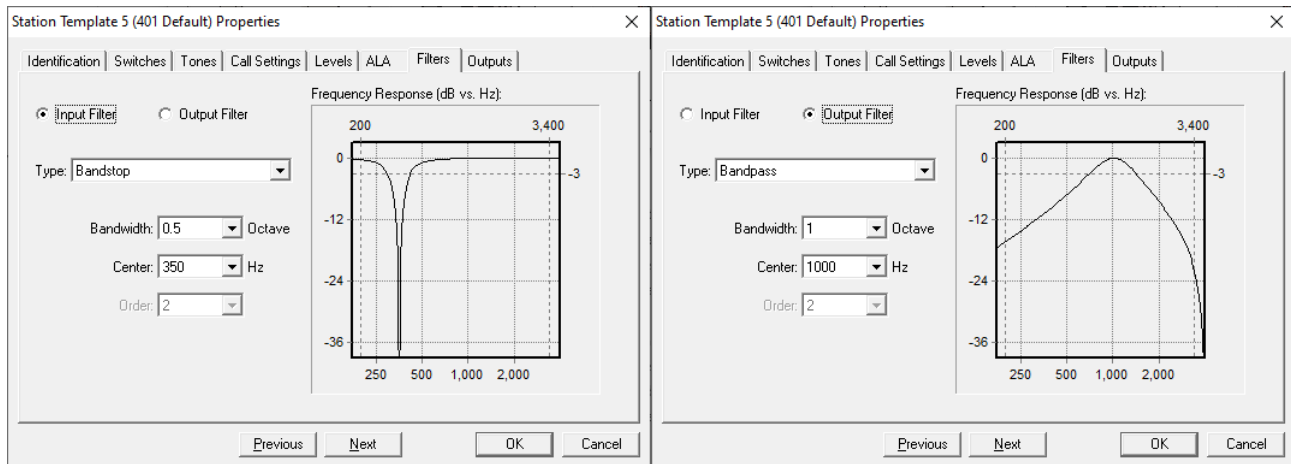 Station Template 5 (401 Default) Properties
Identification Switches Tones Call Settings Levels ALA Filters Outputs
Input Filter Output Filter
Frequency Response (dB vs. Hz):
200 3,400
Type: Bandstop
0
-3
Bandwidth: 0.5 Octave
-12
Center: 350 Hz
-24
Order: 2
-36
250 500 1,000 2,000
Previous Next OK Cancel
Station Template 5 (401 Default) Properties
Identification Switches Tones Call Settings Levels ALA Filters Outputs
Input Filter Output Filter
Frequency Response (dB vs. Hz):
200 3,400
Type: Bandpass
0
-3
Bandwidth: 1 Octave
-12
Center: 1000 Hz
-24
Order: 2
-36
250 500 1,000 2,000
Previous Next OK Cancel